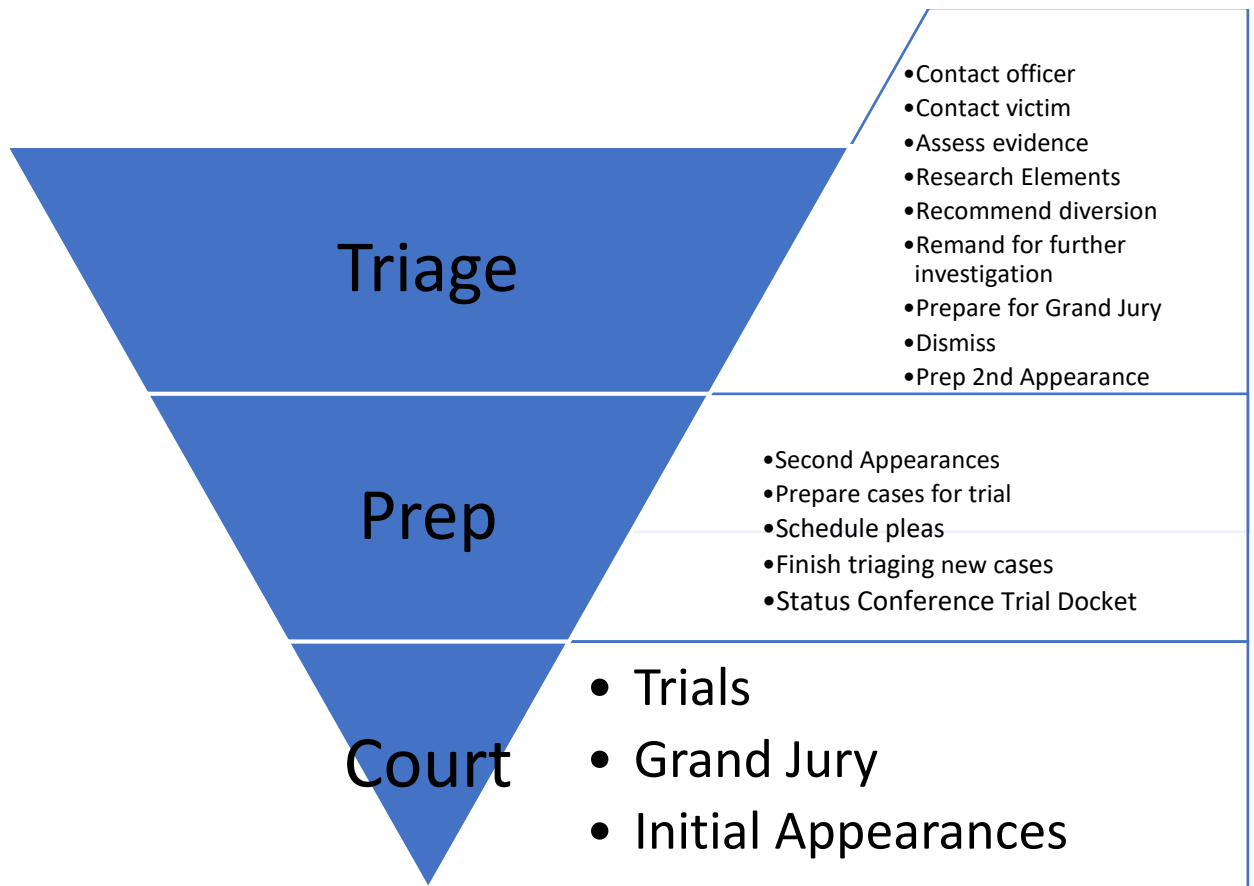 Triage
•Contact officer
•Contact victim
•Assess evidence
•Research Elements
•Recommend diversion
•Remand for further
investigation
•Prepare for Grand Jury
•Dismiss
•Prep 2nd Appearance
Prep
•Second Appearances
•Prepare cases for trial
•Schedule pleas
•Finish triaging new cases
•Status Conference Trial Docket
Court
• Trials
• Grand Jury
• Initial Appearances